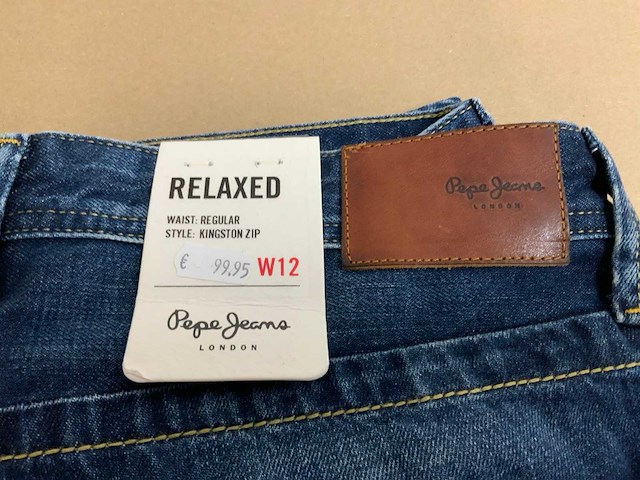 RELAXED
WAIST: REGULAR
STYLE: KINGSTON ZIP
€ 99.95 W12
Pepe Jeans
LONDON
Pepe Jeans
LONDON